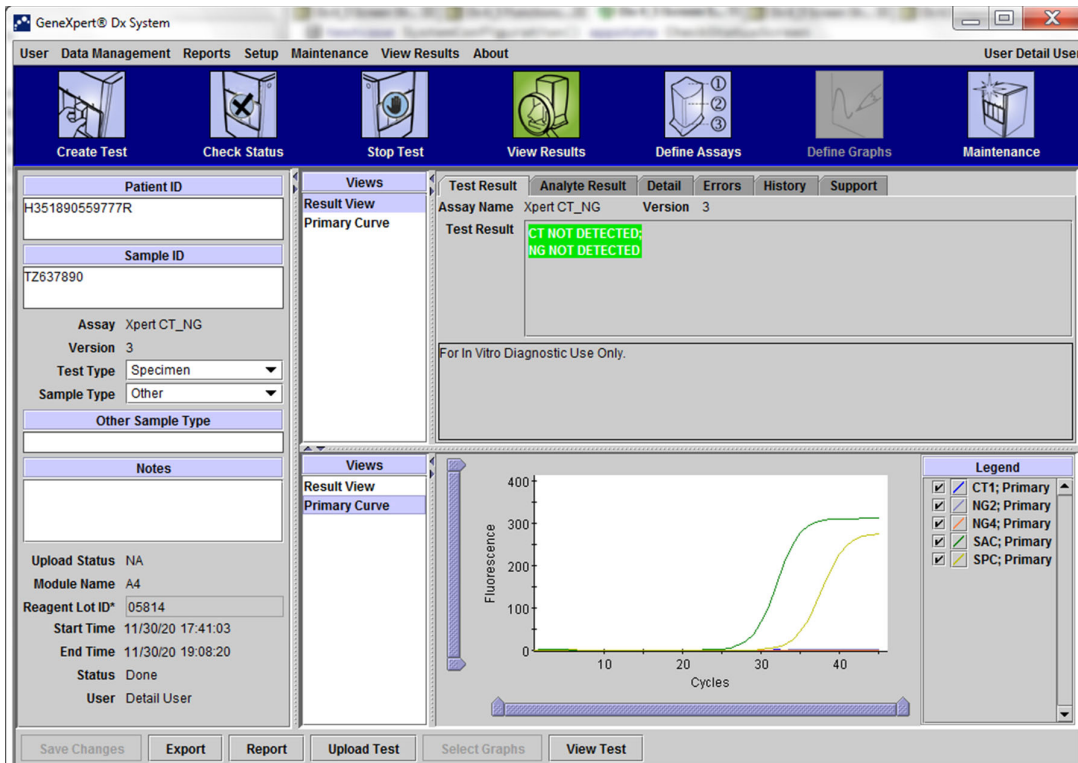 GeneXpert® Dx System
User Data Management Reports Setup Maintenance View Results About
User Detail User
Create Test
Check Status
Stop Test
View Results
Define Assays
Define Graphs
Maintenance
Patient ID
H351890559777R
Sample ID
TZ637890
Assay Xpert CT_NG
Version 3
Test Type Specimen
Sample Type Other
Other Sample Type
Notes
Upload Status NA
Module Name A4
Reagent Lot ID* 05814
Start Time 11/30/20 17:41:03
End Time 11/30/20 19:08:20
Status Done
User Detail User
Views
Result View
Primary Curve
Test Result Analyte Result Detail Errors History Support
Assay Name Xpert CT_NG Version 3
Test Result CT NOT DETECTED;
NG NOT DETECTED
For In Vitro Diagnostic Use Only.
Views
Result View
Primary Curve
Fluorescence
400
300
200
100
0
10 20 30 40
Cycles
Legend
CT1; Primary
NG2; Primary
NG4; Primary
SAC; Primary
SPC; Primary
Save Changes Export Report Upload Test Select Graphs View Test